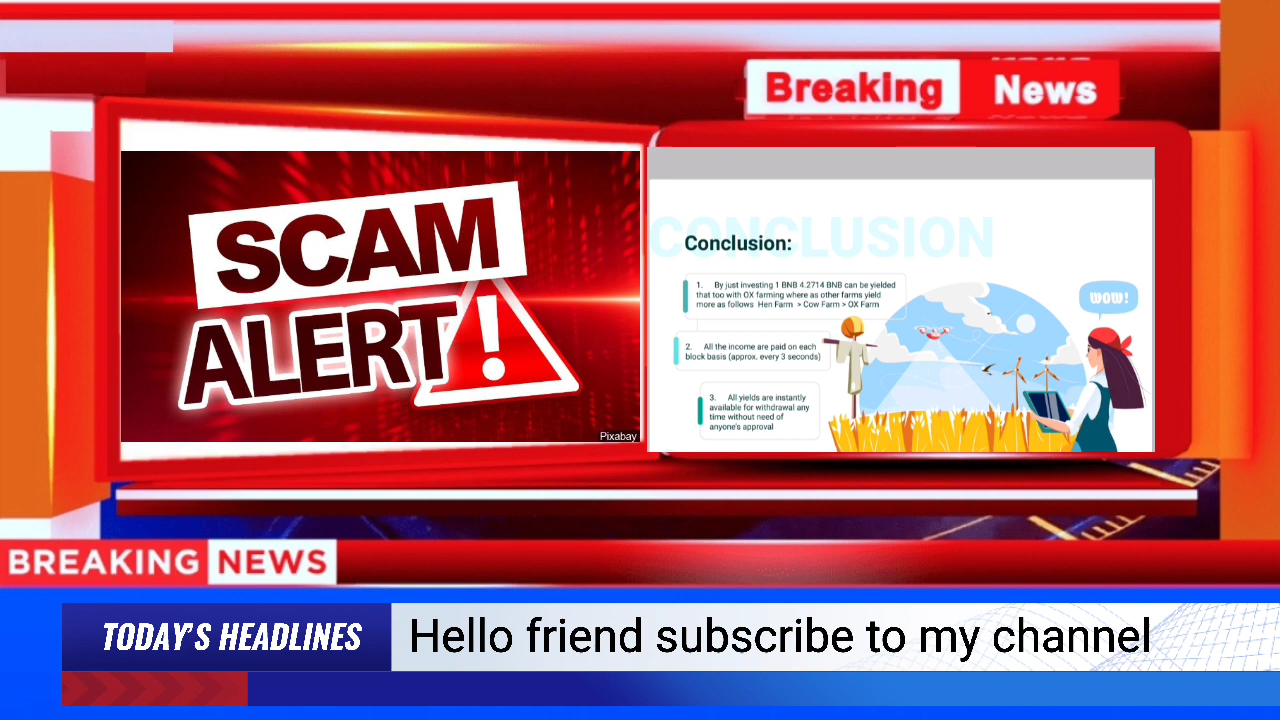 Breaking News
SCAM
ALERT!
Pixabay
CONCLUSION
Conclusion:
1. By just investing 1 BNB 4.2714 BNB can be yielded
that too with OX farming where as other farms yield
more as follows Hen Farm > Cow Farm > OX Farm
2. All the income are paid on each
block basis (approx. every 3 seconds)
3. All yields are instantly
available for withdrawal any
time without need of
anyone's approval
WOW!
BREAKING NEWS
TODAY'S HEADLINES
Hello friend subscribe to my channel